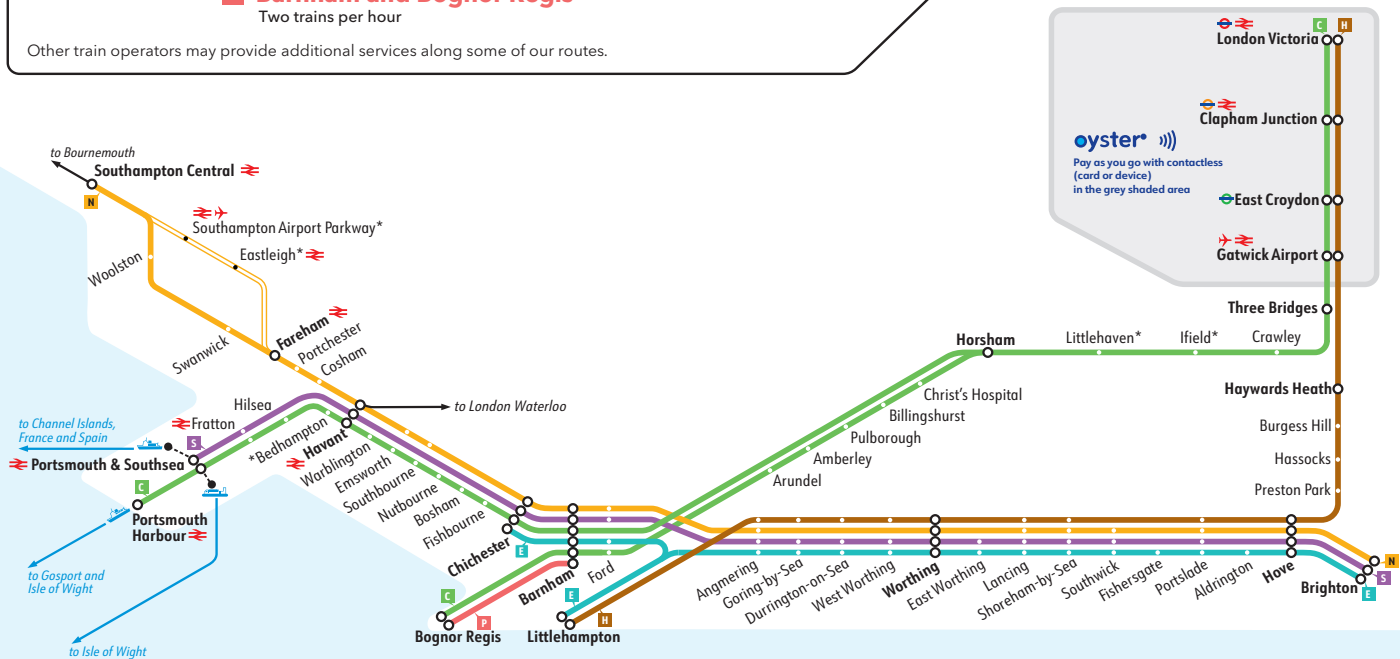 Barnham and Bognor Regis
Two trains per hour
Other train operators may provide additional services along some of our routes.
C H
London Victoria
Clapham Junction
oyster
Pay as you go with contactless
(card or device)
in the grey shaded area
East Croydon
Gatwick Airport
Three Bridges
to Bournemouth
Southampton Central
N
Southampton Airport Parkway*
Eastleigh*
Woolston
Swanwick
Fareham
Portchester
Cosham
to London Waterloo
Horsham
Littlehaven*
Ifield*
Crawley
Haywards Heath
Burgess Hill
Hassocks
Preston Park
Christ's Hospital
Billingshurst
Pulborough
Amberley
Arundel
Hilsea
Fratton
to Channel Islands,
France and Spain
S
Portsmouth & Southsea
C
Portsmouth
Harbour
to Gosport and
Isle of Wight
to Isle of Wight
*Bedhampton
Havant
Warblington
Emsworth
Southbourne
Nutbourne
Bosham
Fishbourne
Chichester
E
Barnham
Ford
C
P
Bognor Regis
E
H
Littlehampton
Angmering
Goring-by-Sea
Durrington-on-Sea
West Worthing
Worthing
East Worthing
Lancing
Shoreham-by-Sea
Southwick
Fishersgate
Portslade
Aldrington
Hove
Brighton
N
S
E